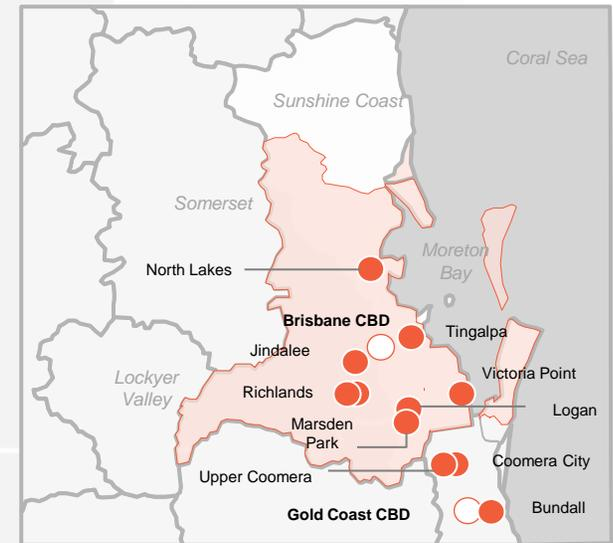 Coral Sea
Sunshine Coast
Somerset
Moreton
Bay
North Lakes
Brisbane CBD
Tingalpa
Jindalee
Victoria Point
Lockyer
Valley
Richlands
Logan
Marsden
Park
Coomera City
Upper Coomera
Bundall
Gold Coast CBD